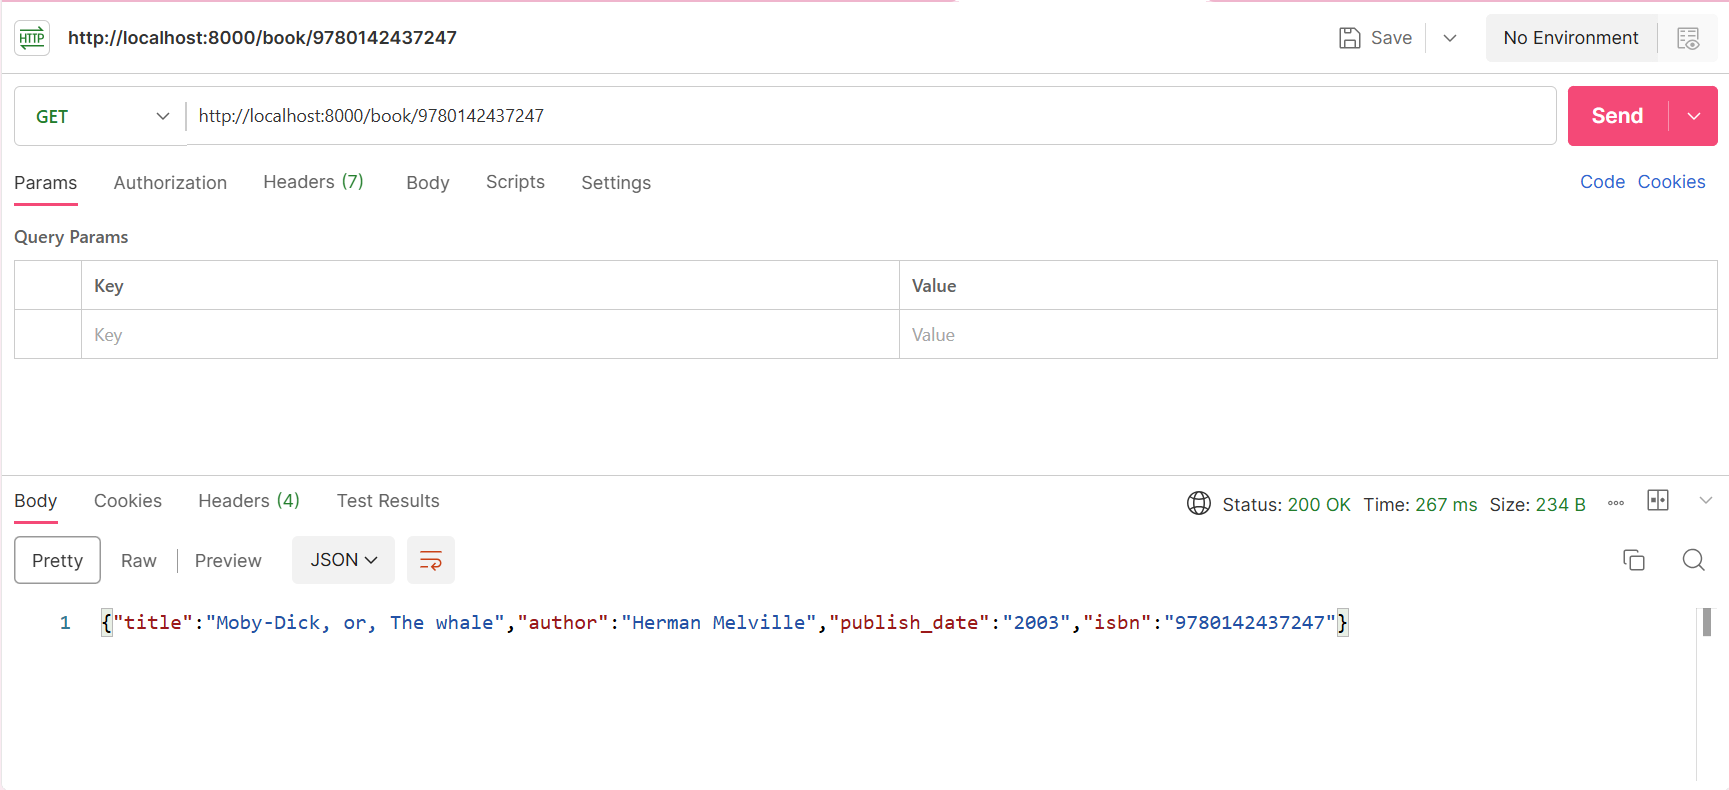 HTTP http://localhost:8000/book/9780142437247 Save No Environment
GET http://localhost:8000/book/9780142437247 Send
Params Authorization Headers (7) Body Scripts Settings Code Cookies
Query Params
Key Value
Key Value
Body Cookies Headers (4) Test Results Status: 200 OK Time: 267 ms Size: 234 B
Pretty Raw Preview JSON
1 {"title":"Moby-Dick, or, The whale","author":"Herman Melville","publish_date":"2003","isbn":"9780142437247"}